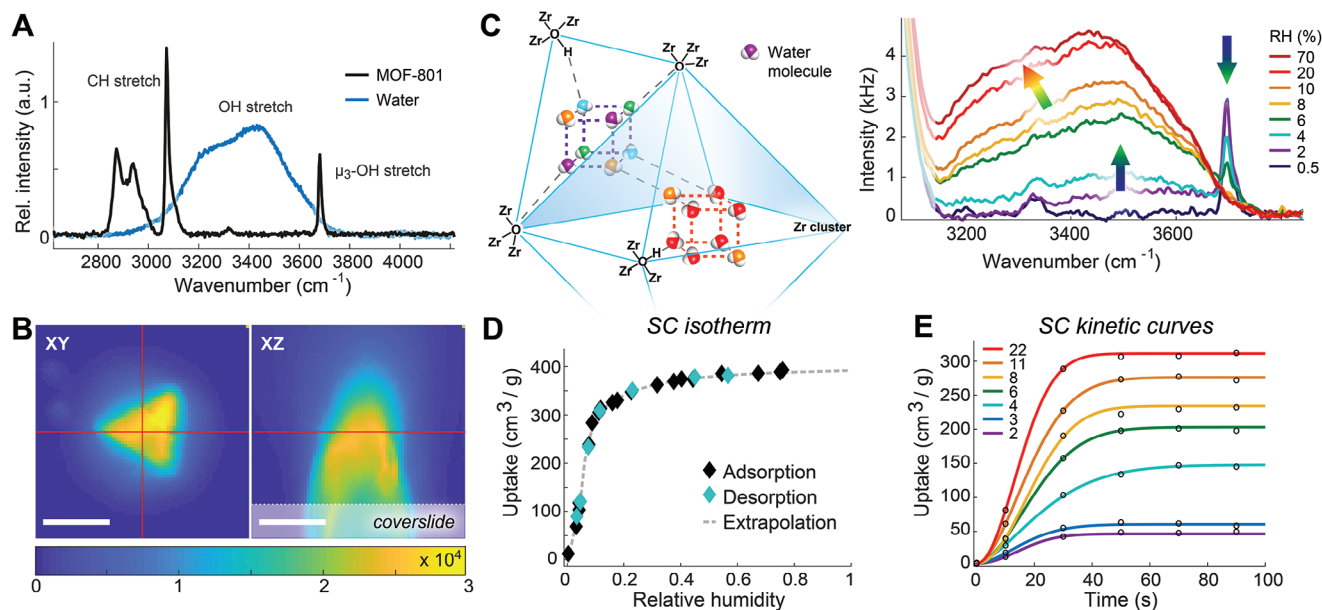 A
Rel. intensity (a.u.)
1
0
CH stretch
OH stretch
µ3-OH stretch
MOF-801
Water
2800 3000 3200 3400 3600 3800 4000 4200
Wavenumber (cm -1)
B
XY
XZ
coverslide
x 10 4
0 1 2 3
C
Zr Zr
Zr O
H
Zr
Zr Zr
O
Water
molecule
Zr
Zr O
Zr
Zr H
Zr O
Zr
Zr cluster
Intensity (kHz)
4
3
2
1
0
3200 3400 3600
Wavenumber (cm -1)
RH (%)
70
20
10
8
6
4
2
0.5
D
SC isotherm
Uptake (cm 3 / g)
400
300
200
100
0
Adsorption
Desorption
Extrapolation
0 0.2 0.4 0.6 0.8 1
Relative humidity
E
SC kinetic curves
Uptake (cm 3 / g)
300
250
200
150
100
50
0
22
11
8
6
4
3
2
0 20 40 60 80 100
Time (s)